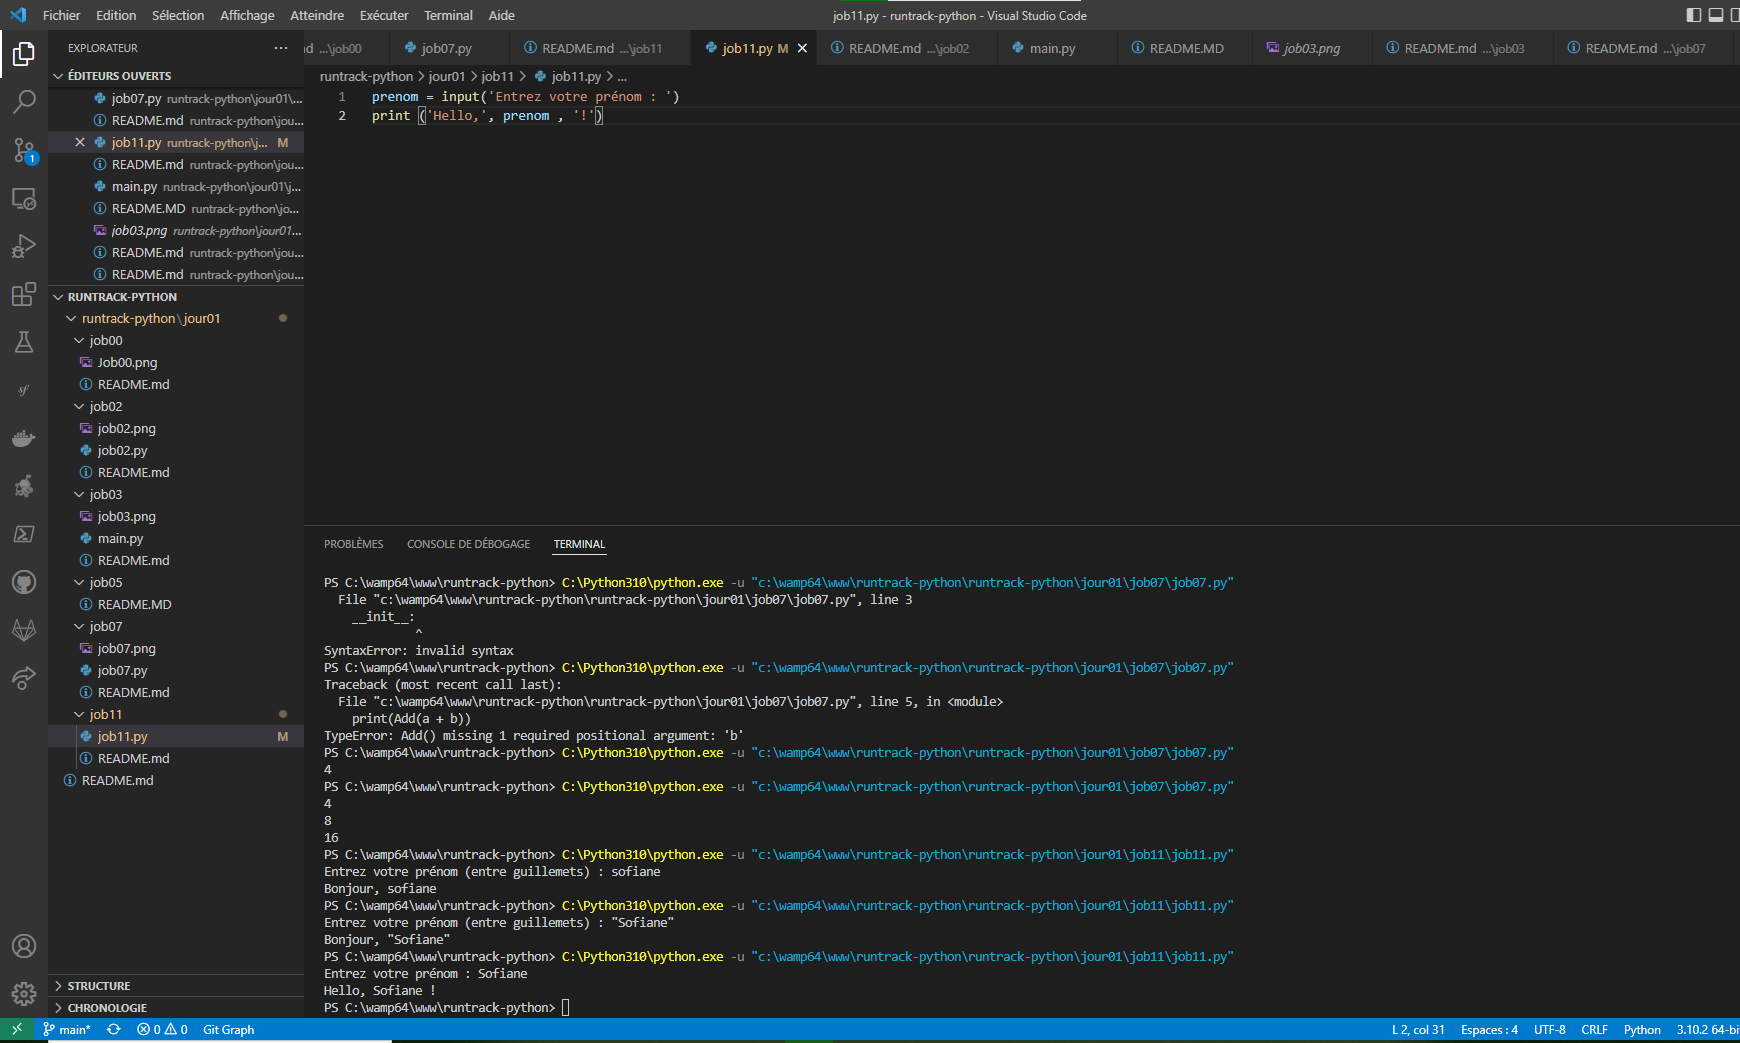 Fichier Edition Sélection Affichage Atteindre Exécuter Terminal Aide
job11.py - runtrack-python - Visual Studio Code
EXPLORATEUR
ÉDITEURS OUVERTS
job07.py runtrack-python\jour01\...
README.md runtrack-python\jou...
job11.py runtrack-python\j... M
README.md runtrack-python\jou...
main.py runtrack-python\jour01\j...
README.MD runtrack-python\jo...
job03.png runtrack-python\jour01...
README.md runtrack-python\jou...
README.md runtrack-python\jou...
RUNTRACK-PYTHON
runtrack-python\jour01
job00
Job00.png
README.md
job02
job02.png
job02.py
README.md
job03
job03.png
main.py
README.md
job05
README.MD
job07
job07.png
job07.py
README.md
job11
job11.py M
README.md
README.md
STRUCTURE
CHRONOLOGIE
...\job00 job07.py README.md ...\job11 job11.py M README.md ...\job02 main.py README.MD job03.png README.md ...\job03 README.md ...\job07
runtrack-python > jour01 > job11 > job11.py > ...
1 prenom = input('Entrez votre prénom : ')
2 print ('Hello,', prenom , '!')
PROBLÈMES CONSOLE DE DÉBOGAGE TERMINAL
PS C:\wamp64\www\runtrack-python> C:\Python310\python.exe -u "c:\wamp64\www\runtrack-python\runtrack-python\jour01\job07\job07.py"
File "c:\wamp64\www\runtrack-python\runtrack-python\jour01\job07\job07.py", line 3
__init__:
^
SyntaxError: invalid syntax
PS C:\wamp64\www\runtrack-python> C:\Python310\python.exe -u "c:\wamp64\www\runtrack-python\runtrack-python\jour01\job07\job07.py"
Traceback (most recent call last):
File "c:\wamp64\www\runtrack-python\runtrack-python\jour01\job07\job07.py", line 5, in <module>
print(Add(a + b))
TypeError: Add() missing 1 required positional argument: 'b'
PS C:\wamp64\www\runtrack-python> C:\Python310\python.exe -u "c:\wamp64\www\runtrack-python\runtrack-python\jour01\job07\job07.py"
4
PS C:\wamp64\www\runtrack-python> C:\Python310\python.exe -u "c:\wamp64\www\runtrack-python\runtrack-python\jour01\job07\job07.py"
4
8
16
PS C:\wamp64\www\runtrack-python> C:\Python310\python.exe -u "c:\wamp64\www\runtrack-python\runtrack-python\jour01\job11\job11.py"
Entrez votre prénom (entre guillemets) : sofiane
Bonjour, sofiane
PS C:\wamp64\www\runtrack-python> C:\Python310\python.exe -u "c:\wamp64\www\runtrack-python\runtrack-python\jour01\job11\job11.py"
Entrez votre prénom (entre guillemets) : "Sofiane"
Bonjour, "Sofiane"
PS C:\wamp64\www\runtrack-python> C:\Python310\python.exe -u "c:\wamp64\www\runtrack-python\runtrack-python\jour01\job11\job11.py"
Entrez votre prénom : Sofiane
Hello, Sofiane !
PS C:\wamp64\www\runtrack-python>
main* 0 0 Git Graph
L 2, col 31 Espaces : 4 UTF-8 CRLF Python 3.10.2 64-bi